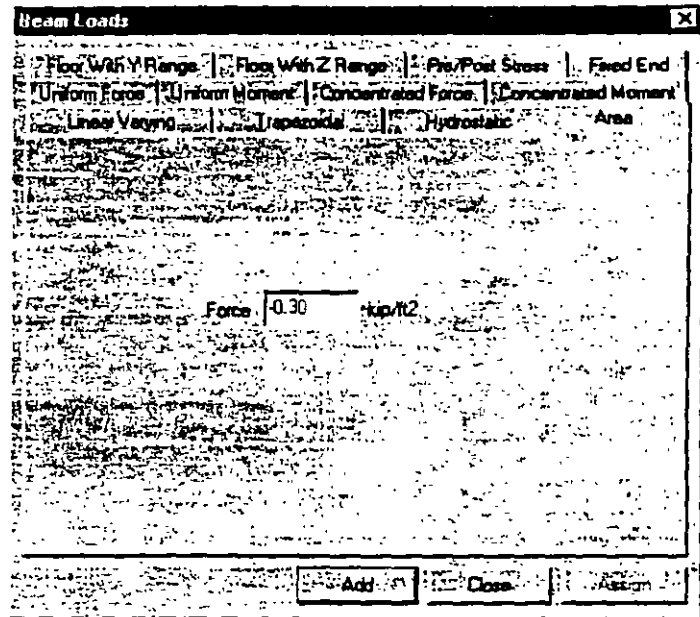 Beam Loads
Floor With Y Range Floor With Z Range Pre/Post Stress Fixed End
Uniform Force Uniform Moment Concentrated Force Concentrated Moment
Linear Varying Trapezoidal Hydrostatic Area
Force -0.30 kip/ft2
Add Close Assign